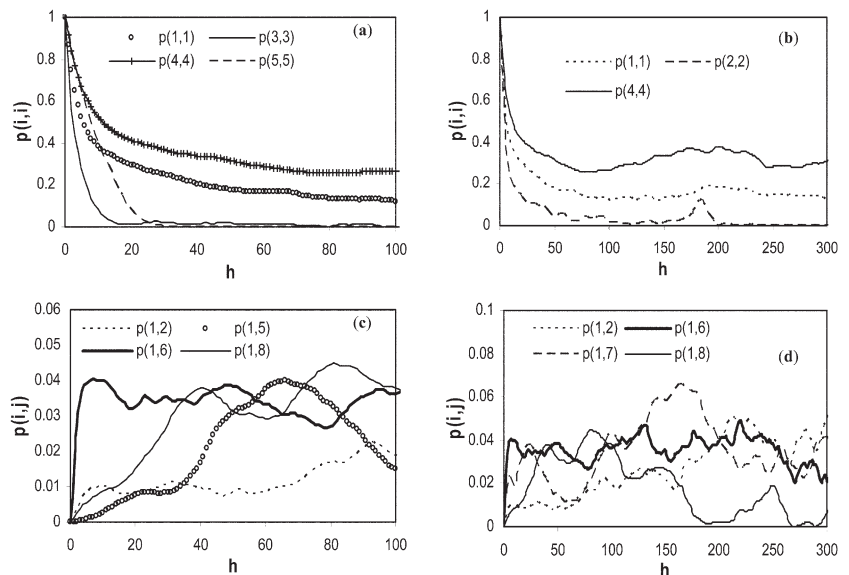 (a)
p(1,1) p(3,3)
p(4,4) p(5,5)
1
0.8
0.6
0.4
0.2
0
p(i,i)
0 20 40 60 80 100
h
(b)
p(1,1) p(2,2)
p(4,4)
1
0.8
0.6
0.4
0.2
0
p(i,i)
0 50 100 150 200 250 300
h
(c)
p(1,2) p(1,5)
p(1,6) p(1,8)
0.06
0.05
0.04
0.03
0.02
0.01
0
p(i,j)
0 20 40 60 80 100
h
(d)
p(1,2) p(1,6)
p(1,7) p(1,8)
0.1
0.08
0.06
0.04
0.02
0
p(i,j)
0 50 100 150 200 250 300
h